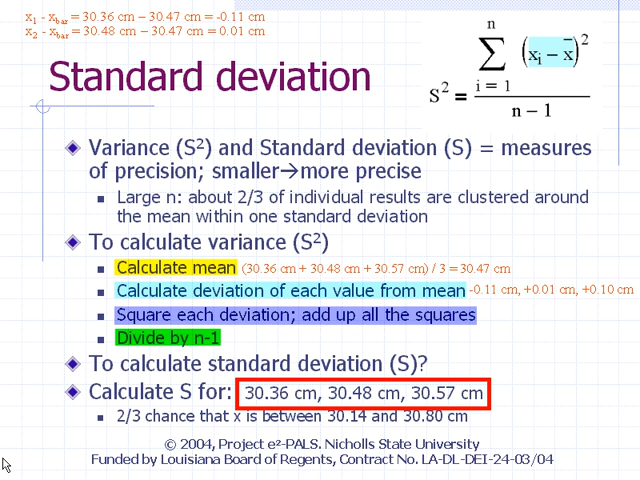 x1 - xbar = 30.36 cm – 30.47 cm = -0.11 cm
x2 - xbar = 30.48 cm – 30.47 cm = 0.01 cm
Standard deviation
S² = n ∑ i = 1 (xi – x̄)² / n – 1
Variance (S²) and Standard deviation (S) = measures
of precision; smaller→more precise
Large n: about 2/3 of individual results are clustered around
the mean within one standard deviation
To calculate variance (S²)
Calculate mean (30.36 cm + 30.48 cm + 30.57 cm) / 3 = 30.47 cm
Calculate deviation of each value from mean -0.11 cm, +0.01 cm, +0.10 cm
Square each deviation; add up all the squares
Divide by n-1
To calculate standard deviation (S)?
Calculate S for: 30.36 cm, 30.48 cm, 30.57 cm
2/3 chance that x is between 30.14 and 30.80 cm
© 2004, Project e²-PALS. Nicholls State University
Funded by Louisiana Board of Regents, Contract No. LA-DL-DEI-24-03/04